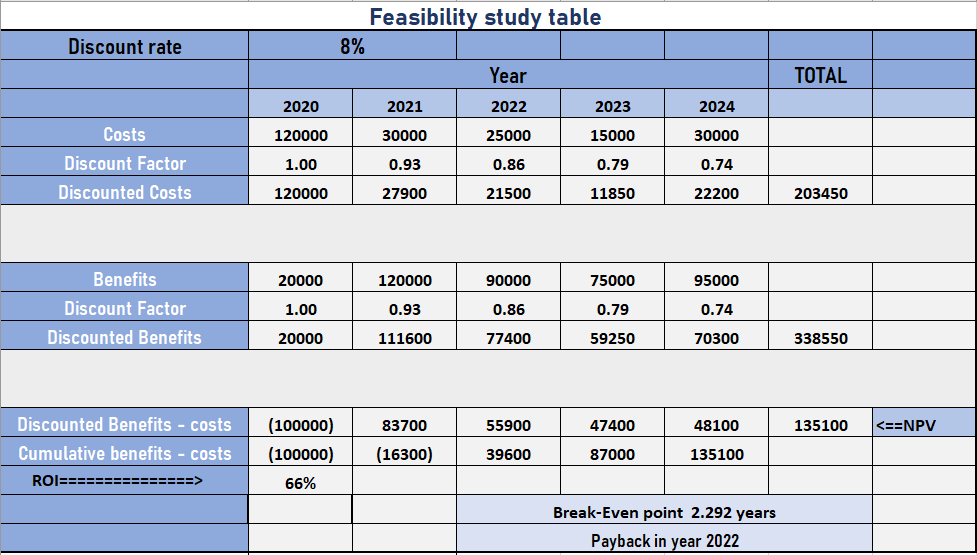 Feasibility study table
Discount rate 8%
Year TOTAL
2020 2021 2022 2023 2024
Costs 120000 30000 25000 15000 30000
Discount Factor 1.00 0.93 0.86 0.79 0.74
Discounted Costs 120000 27900 21500 11850 22200 203450
Benefits 20000 120000 90000 75000 95000
Discount Factor 1.00 0.93 0.86 0.79 0.74
Discounted Benefits 20000 111600 77400 59250 70300 338550
Discounted Benefits - costs (100000) 83700 55900 47400 48100 135100 <==NPV
Cumulative benefits - costs (100000) (16300) 39600 87000 135100
ROI===============> 66%
Break-Even point 2.292 years
Payback in year 2022